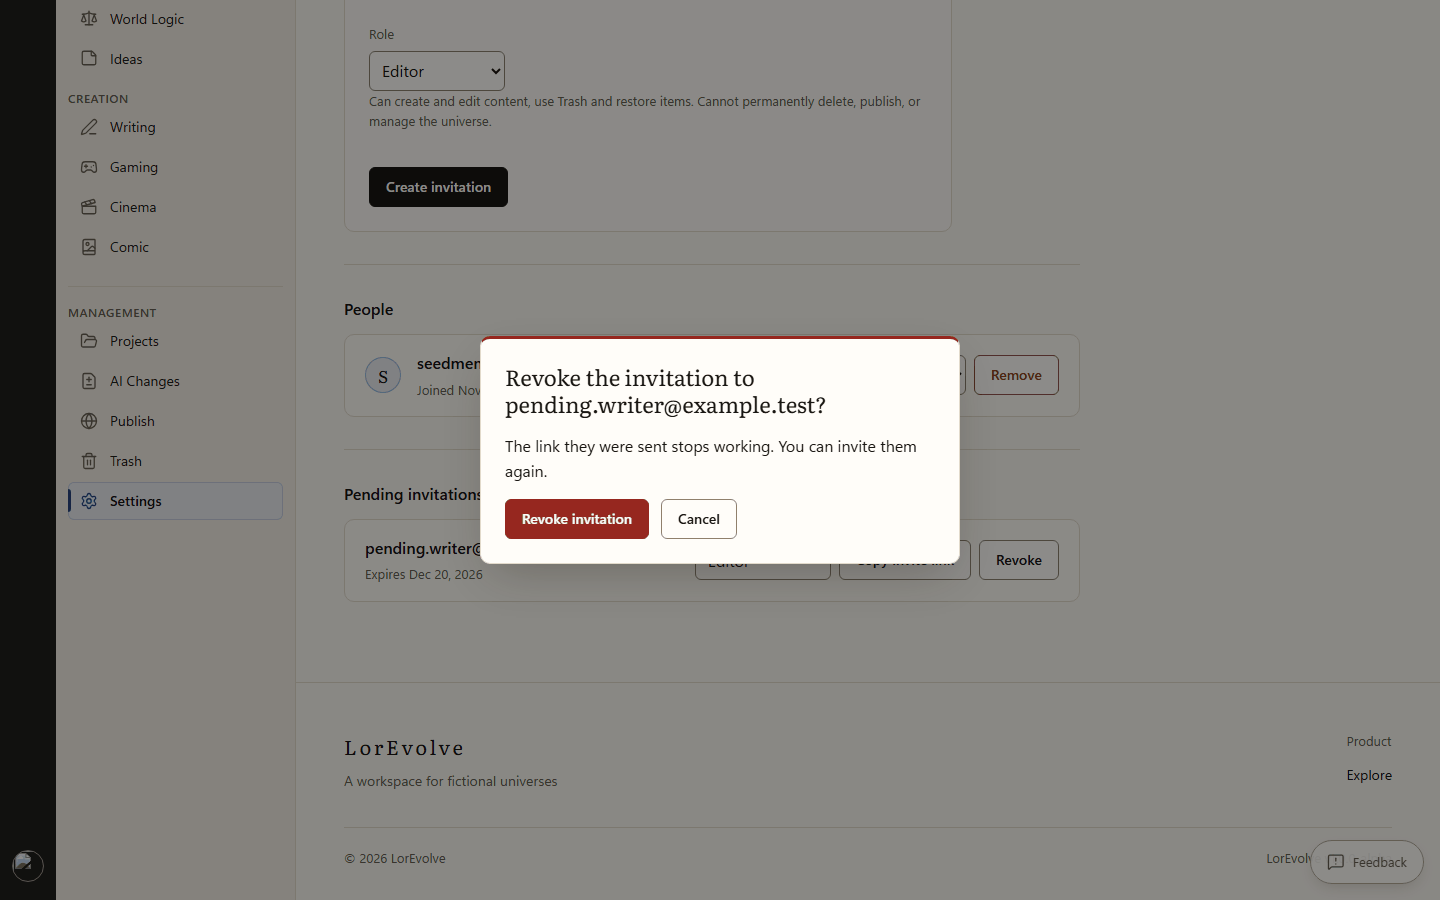 World Logic
Ideas
CREATION
Writing
Gaming
Cinema
Comic
MANAGEMENT
Projects
AI Changes
Publish
Trash
Settings
Role
Editor
Can create and edit content, use Trash and restore items. Cannot permanently delete, publish, or
manage the universe.
Create invitation
People
S
Joined Nov
Remove
Revoke the invitation to
pending.writer@example.test?
The link they were sent stops working. You can invite them
again.
Revoke invitation
Cancel
Pending invitations
pending.writer@
Expires Dec 20, 2026
Editor
Copy invite link
Revoke
LorEvolve
A workspace for fictional universes
Product
Explore
© 2026 LorEvolve
Feedback